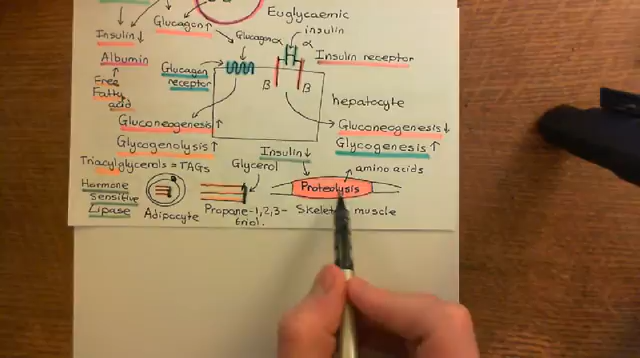 Euglycaemic
Glucagon↑
insulin
Insulin↓
Glucagon
α
α
Insulin receptor
Albumin
Glucagon
receptor
β
β
Free
Fatty
acid
hepatocyte
Gluconeogenesis↑
Gluconeogenesis↓
Glycogenolysis↑
Glycogenesis↑
Insulin↓
Triacylglycerols = TAGs
Glycerol
amino acids
Hormone
Sensitive
Lipase
Proteolysis
Adipocyte
Propane-1,2,3-
triol.
muscle